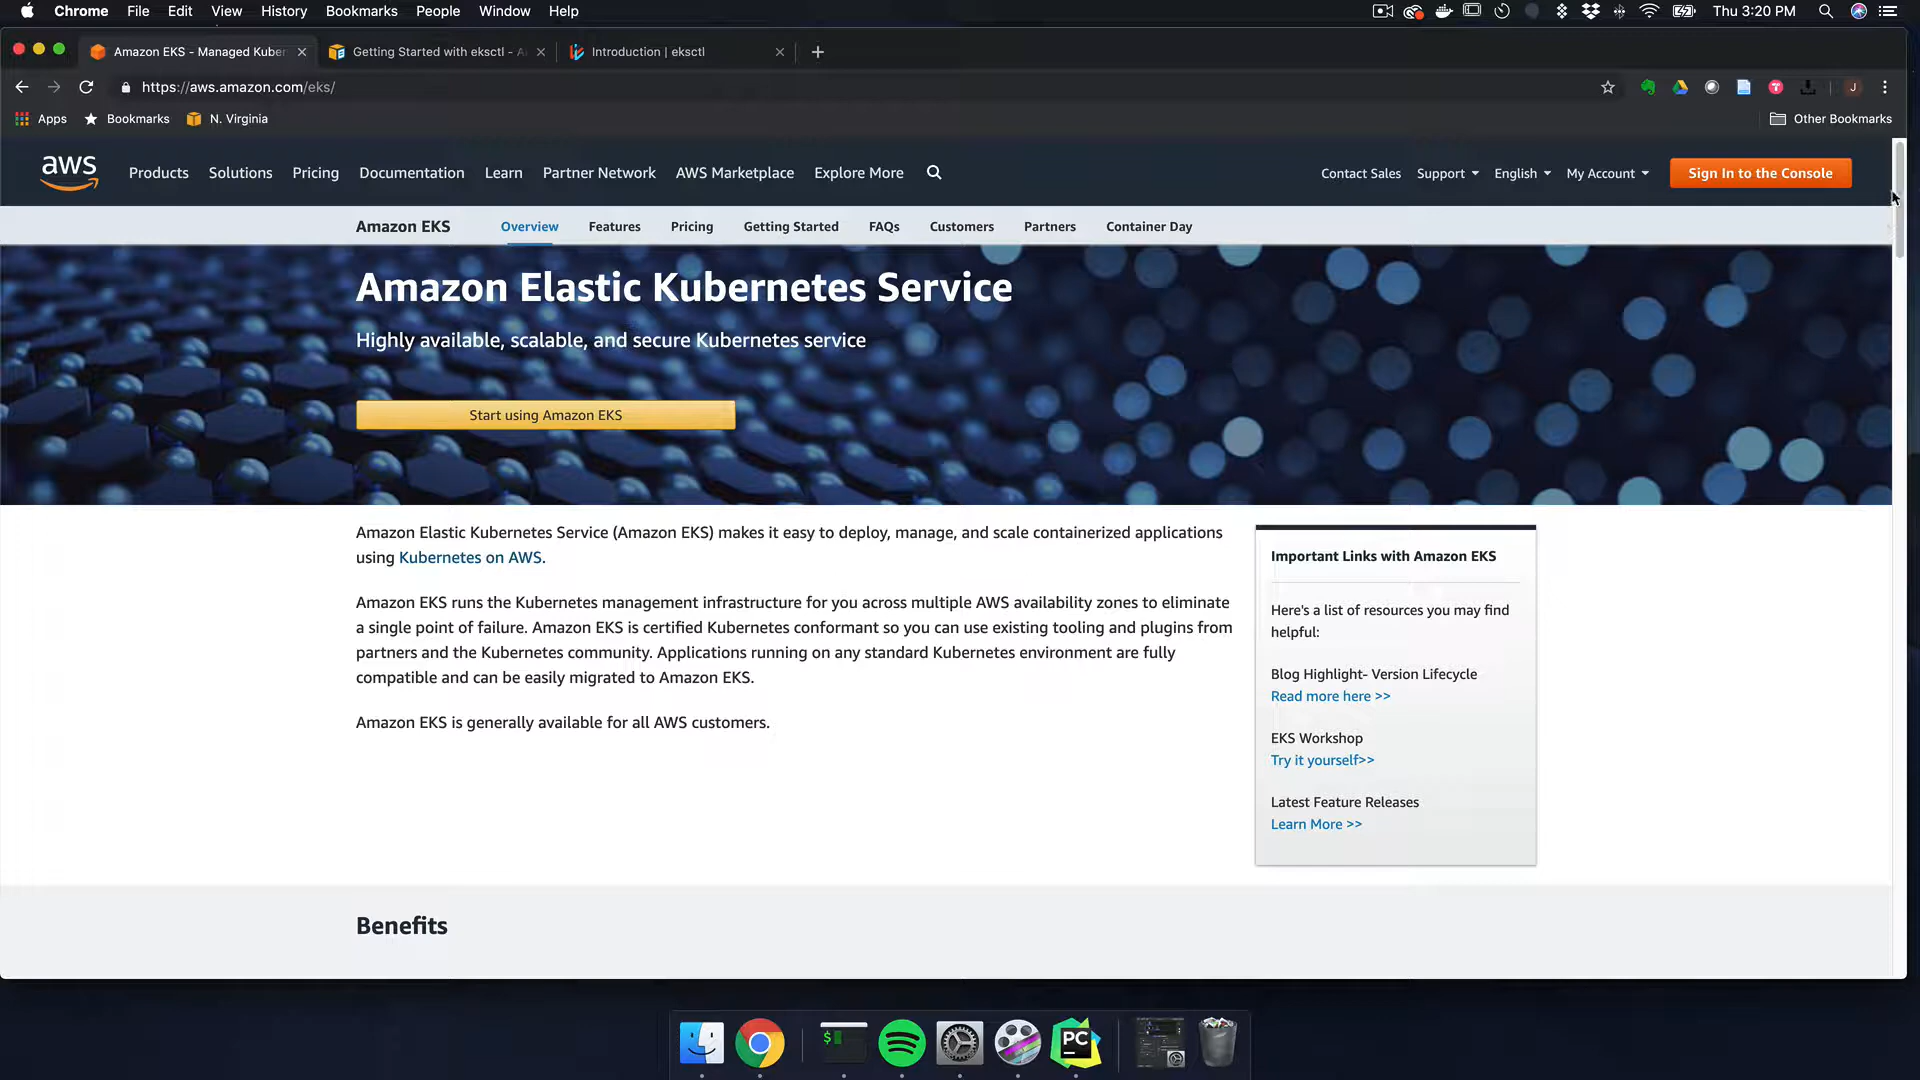 Chrome File Edit View History Bookmarks People Window Help Thu 3:20 PM
Amazon EKS - Managed Kuber Getting Started with eksctl - A Introduction | eksctl
https://aws.amazon.com/eks/ J
Apps Bookmarks N. Virginia Other Bookmarks
aws Products Solutions Pricing Documentation Learn Partner Network AWS Marketplace Explore More Contact Sales Support English My Account Sign In to the Console
Amazon EKS Overview Features Pricing Getting Started FAQs Customers Partners Container Day
Amazon Elastic Kubernetes Service
Highly available, scalable, and secure Kubernetes service
Start using Amazon EKS
Amazon Elastic Kubernetes Service (Amazon EKS) makes it easy to deploy, manage, and scale containerized applications
using Kubernetes on AWS.
Amazon EKS runs the Kubernetes management infrastructure for you across multiple AWS availability zones to eliminate
a single point of failure. Amazon EKS is certified Kubernetes conformant so you can use existing tooling and plugins from
partners and the Kubernetes community. Applications running on any standard Kubernetes environment are fully
compatible and can be easily migrated to Amazon EKS.
Amazon EKS is generally available for all AWS customers.
Important Links with Amazon EKS
Here's a list of resources you may find
helpful:
Blog Highlight- Version Lifecycle
Read more here >>
EKS Workshop
Try it yourself>>
Latest Feature Releases
Learn More >>
Benefits
$
PC